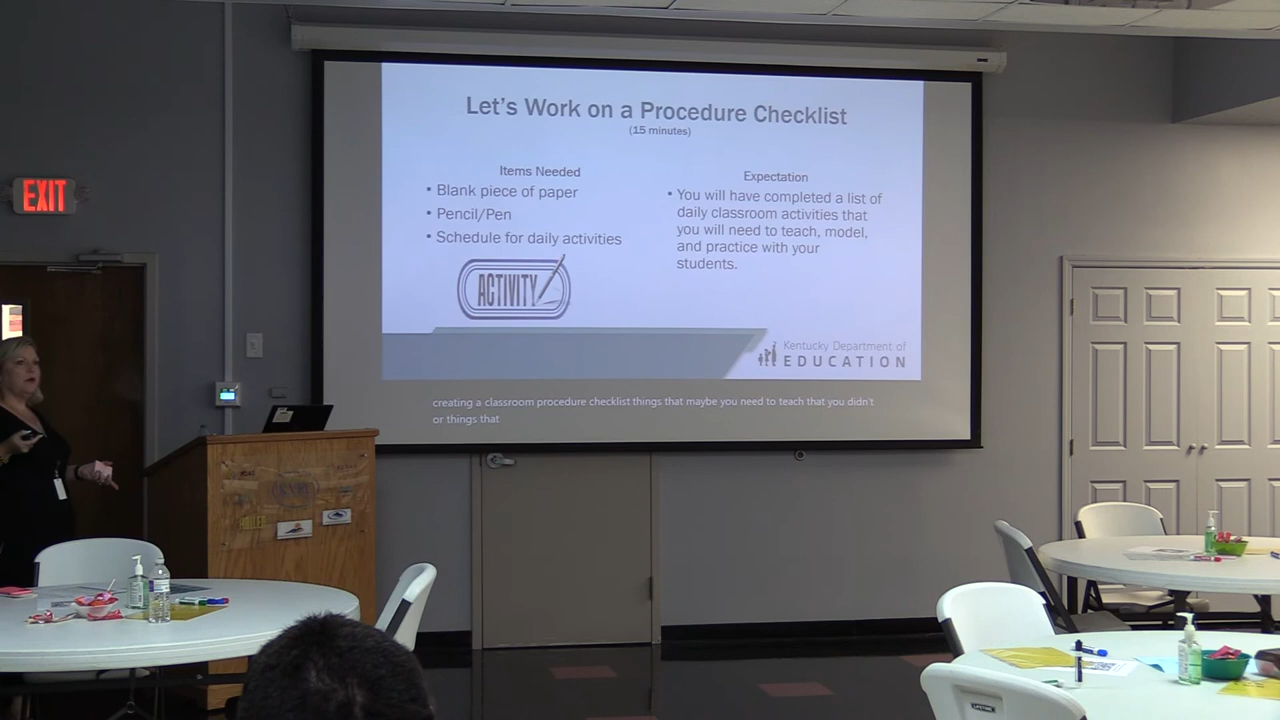 Let's Work on a Procedure Checklist
(15 minutes)
Items Needed
• Blank piece of paper
• Pencil/Pen
• Schedule for daily activities
ACTIVITY
Expectation
• You will have completed a list of
daily classroom activities that
you will need to teach, model,
and practice with your
students.
Kentucky Department of
EDUCATION
creating a classroom procedure checklist things that maybe you need to teach that you didn't
or things that
EXIT